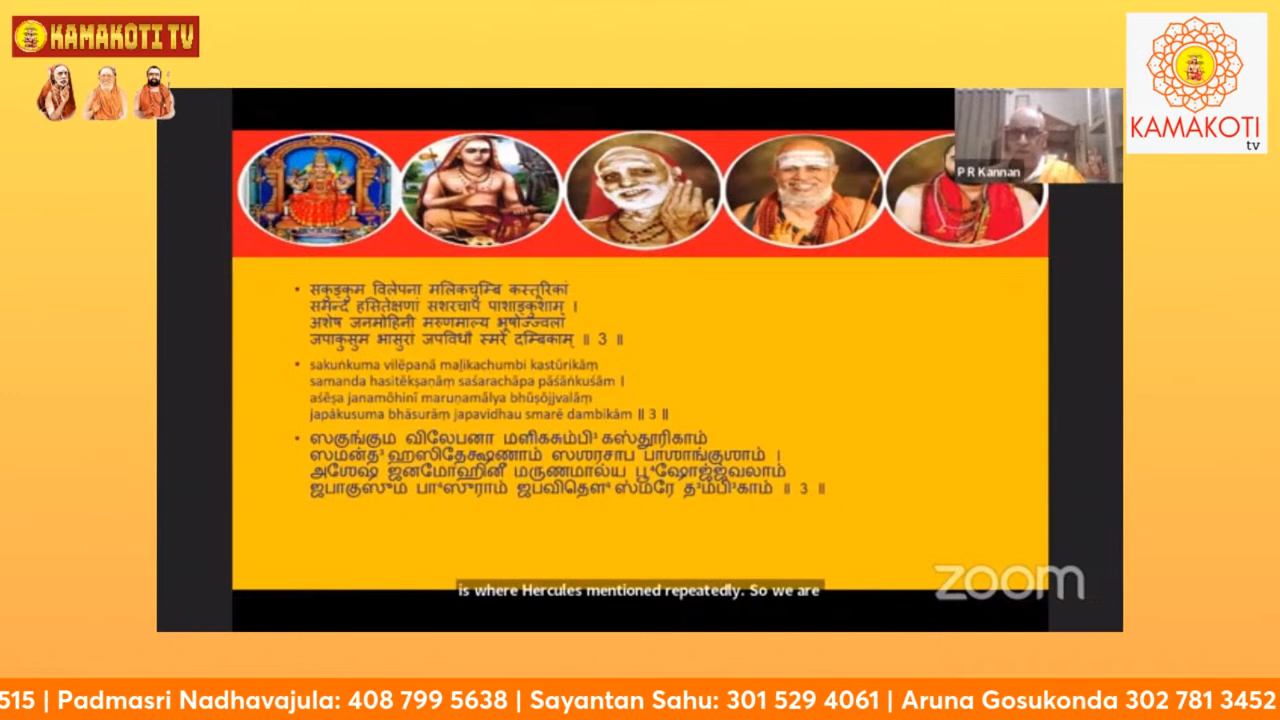 KAMAKOTI TV
KAMAKOTI
tv
P R Kannan
• सकुङ्कुम विलेपना मलिकचुम्बि कस्तूरिकां
समन्द हसितेक्षणां सशरचाप पाशाङ्कुशाम् ।
अशेष जनमोहिनी मरुणमाल्य भूषोज्ज्वलां
जपाकुसुम भासुरां जपविधौ स्मरे दम्बिकाम् ॥ 3 ॥
• sakuṅkuma vilēpanā maḻikachumbi kastūrikāṃ
samanda hasitēkṣaṇāṃ saśarachāpa pāśāṅkuśām |
aśēṣa janamōhinī maruṇamālya bhūṣōjjvalāṃ
japākusuma bhāsurāṃ japavidhau smarē dambikām ॥ 3 ॥
• ஸகுங்கும விலேபனா மளிகசும்பி³ கஸ்தூரிகாம்
ஸமன்த³ ஹஸிதேக்ஷணாம் ஸஶரசாப பாஶாங்குஶாம் ।
அஶேஷ ஜனமோஹினீ மருணமால்ய பூ⁴ஷோஜ்ஜ்வலாம்
ஜபாகுஸும பா⁴ஸுராம் ஜபவிதௌ⁴ ஸ்மரே த³ம்பி³காம் ॥ 3 ॥
is where Hercules mentioned repeatedly. So we are
zoom
515 | Padmasri Nadhavajula: 408 799 5638 | Sayantan Sahu: 301 529 4061 | Aruna Gosukonda 302 781 3452